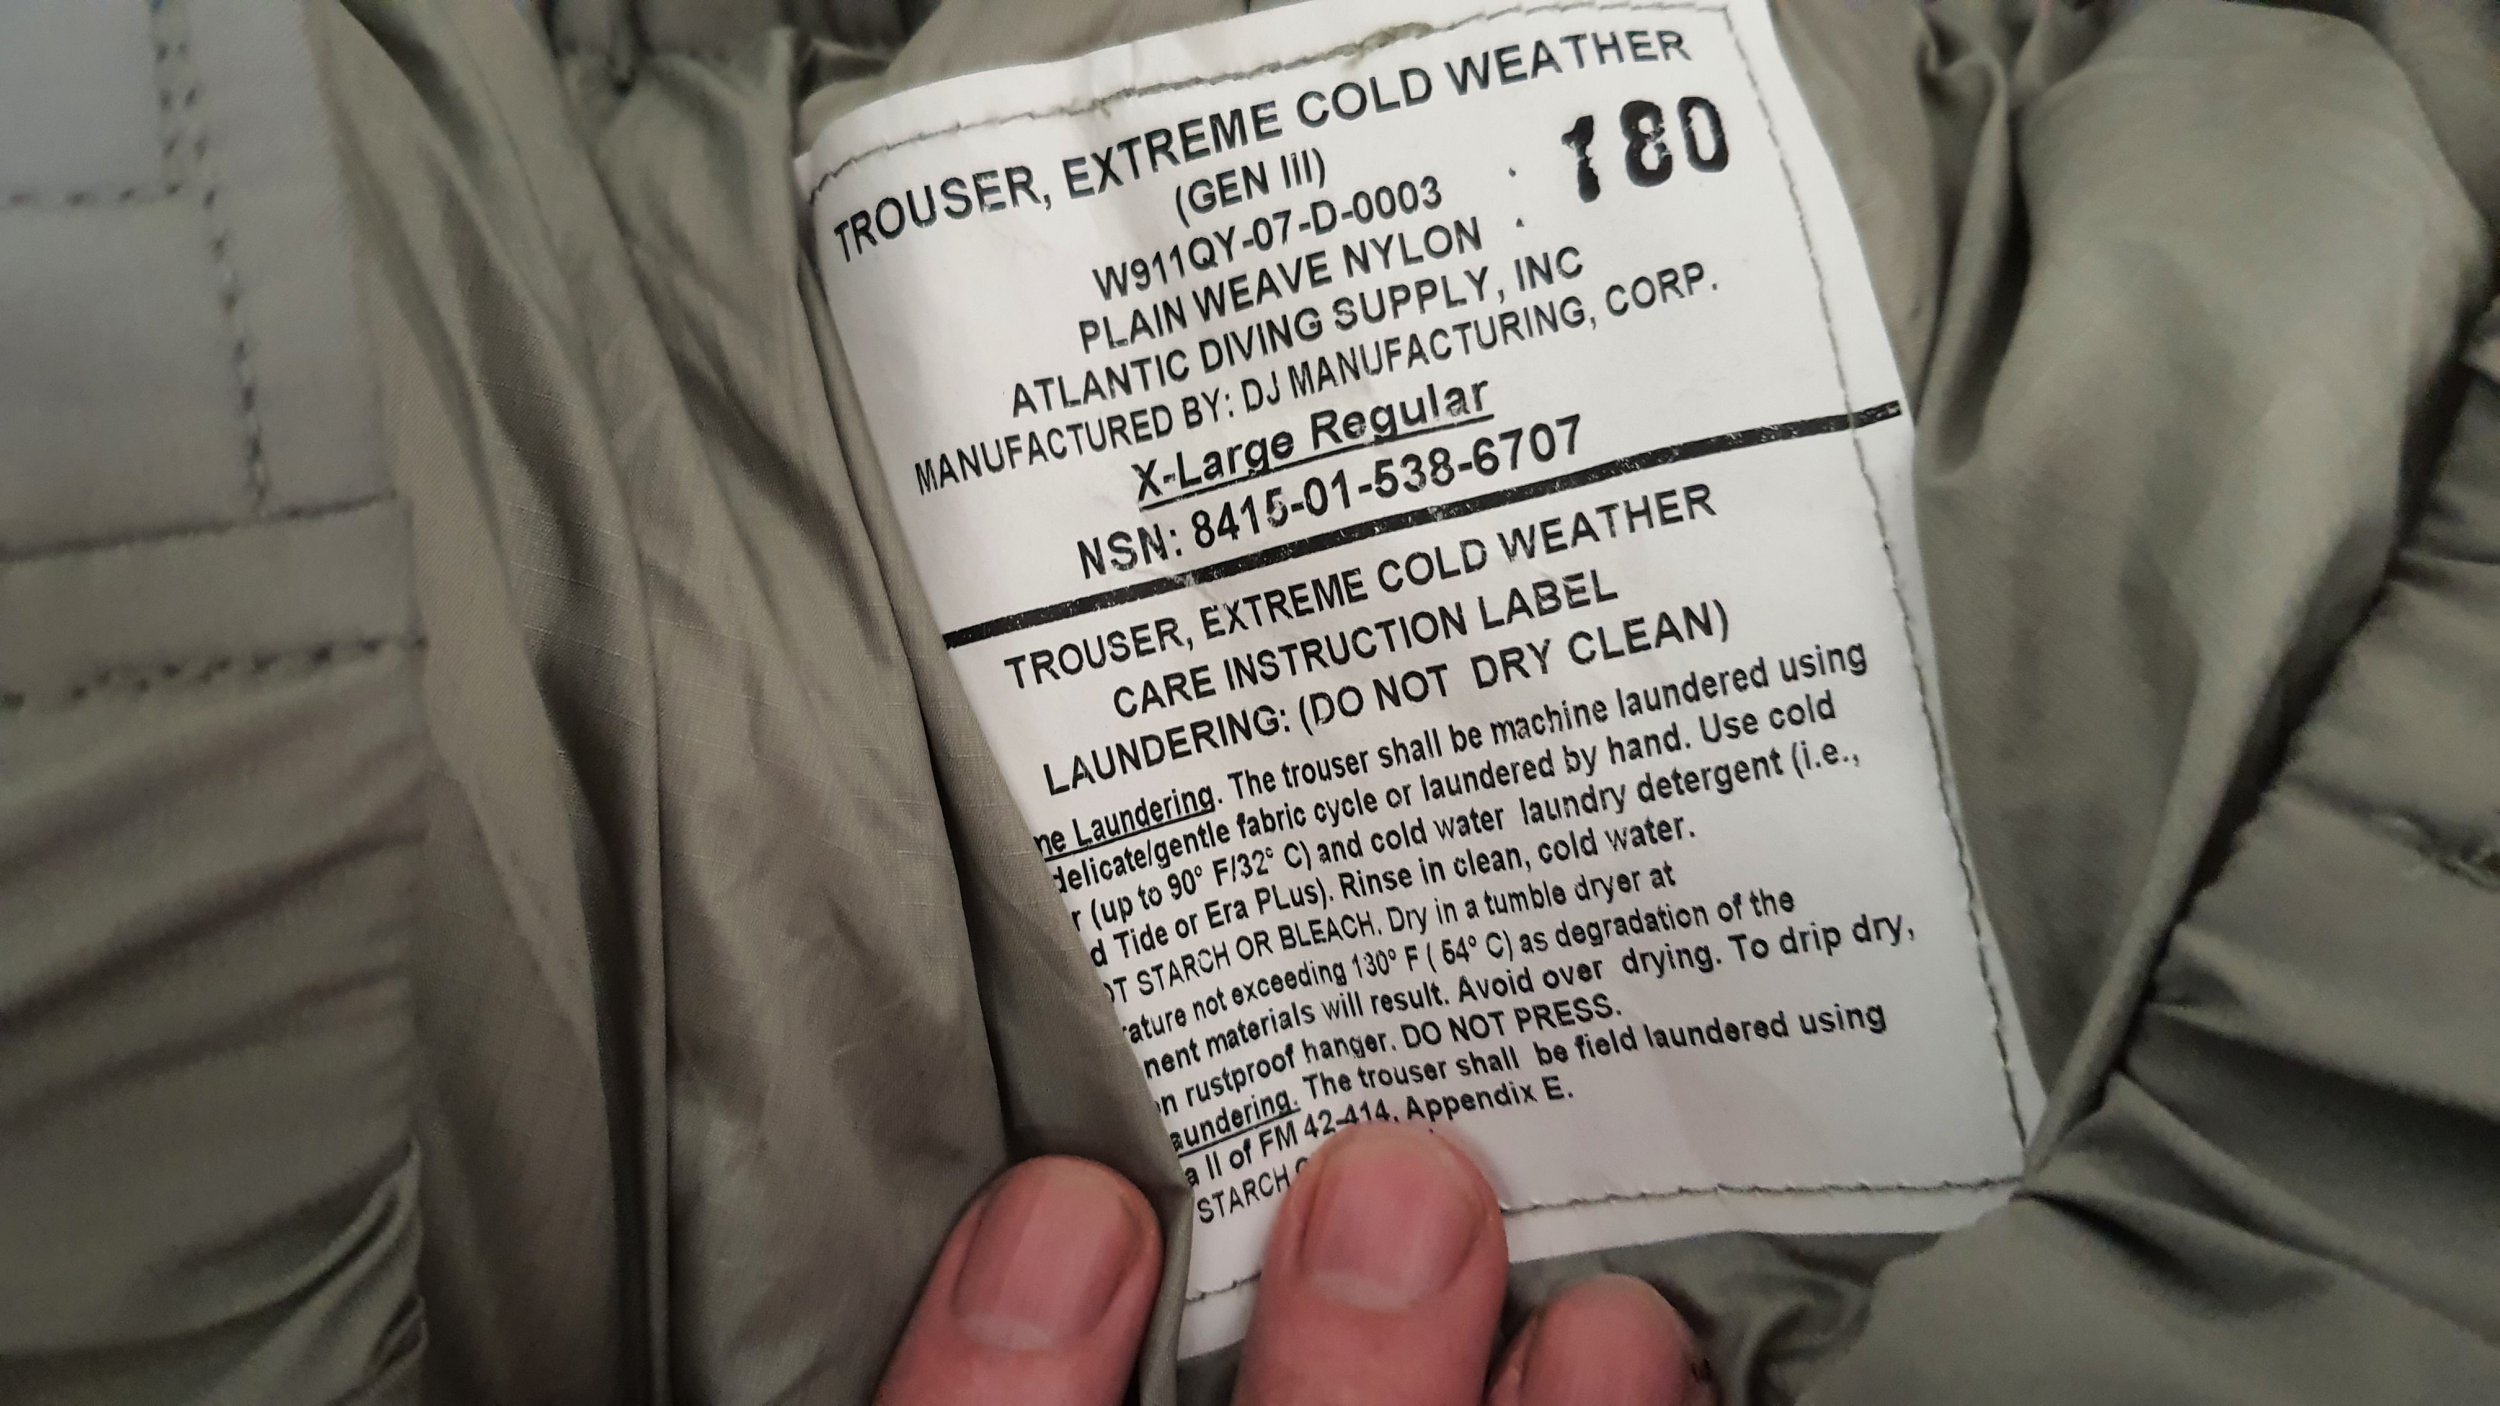 TROUSER, EXTREME COLD WEATHER
(GEN III)
180
W911QY-07-D-0003
PLAIN WEAVE NYLON
ATLANTIC DIVING SUPPLY, INC
MANUFACTURED BY: DJ MANUFACTURING, CORP.
X-Large Regular
NSN: 8415-01-538-6707
TROUSER, EXTREME COLD WEATHER
CARE INSTRUCTION LABEL
LAUNDERING: (DO NOT DRY CLEAN)
ne Laundering. The trouser shall be machine laundered using
delicate/gentle fabric cycle or laundered by hand. Use cold
r (up to 90° F/32° C) and cold water laundry detergent (i.e.,
d Tide or Era PLus). Rinse in clean, cold water.
OT STARCH OR BLEACH. Dry in a tumble dryer at
rature not exceeding 130° F ( 54° C) as degradation of the
nent materials will result. Avoid over drying. To drip dry,
n rustproof hanger. DO NOT PRESS.
aundering. The trouser shall be field laundered using
a II of FM 42-414, Appendix E.
STARCH